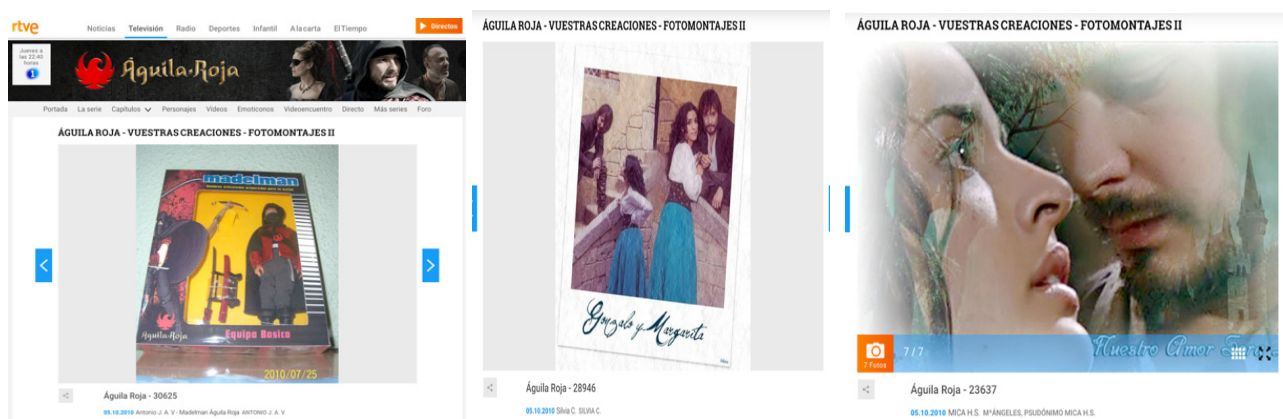 rtve
Noticias Televisión Radio Deportes Infantil A la carta El Tiempo
Directos
Jueves a
las 22:40
horas
1
Águila·Roja
Portada La serie Capítulos Personajes Vídeos Emoticonos Videoencuentro Directo Más series Foro
ÁGUILA ROJA - VUESTRAS CREACIONES - FOTOMONTAJES II
madelman
Águila·Roja
Equipo Basico
2010/07/25
Águila Roja - 30625
05.10.2010 Antonio J. A. V - Madelman Águila Roja ANTONIO J. A. V
ÁGUILA ROJA - VUESTRAS CREACIONES - FOTOMONTAJES II
Gonzalo y Margarita
Águila Roja - 28946
05.10.2010 Silvia C. SILVIA C.
ÁGUILA ROJA - VUESTRAS CREACIONES - FOTOMONTAJES II
Nuestro Amor
7 Fotos
7 / 7
Águila Roja - 23637
05.10.2010 MICA H.S. MªÁNGELES, PSUDÓNIMO MICA H.S.